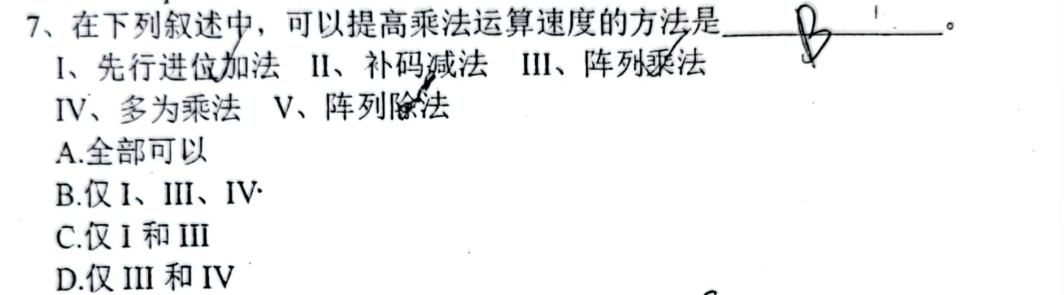 7、在下列叙述中，可以提高乘法运算速度的方法是 B 。
I、先行进位加法 II、补码减法 III、阵列乘法
IV、多为乘法 V、阵列除法
A.全部可以
B.仅 I、III、IV
C.仅 I 和 III
D.仅 III 和 IV